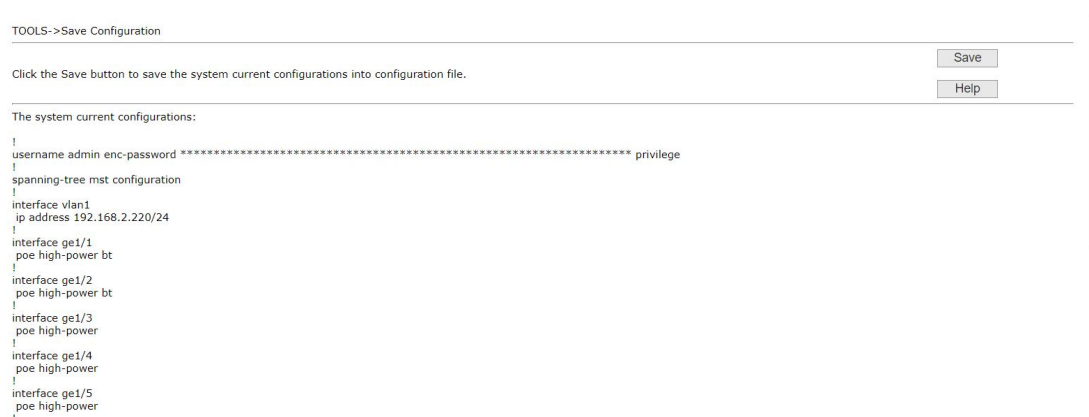 TOOLS->Save Configuration
Save
Click the Save button to save the system current configurations into configuration file.
Help
The system current configurations:
!
username admin enc-password ******************************************************************** privilege
!
spanning-tree mst configuration
!
interface vlan1
ip address 192.168.2.220/24
!
interface ge1/1
poe high-power bt
!
interface ge1/2
poe high-power bt
!
interface ge1/3
poe high-power
!
interface ge1/4
poe high-power
!
interface ge1/5
poe high-power
!